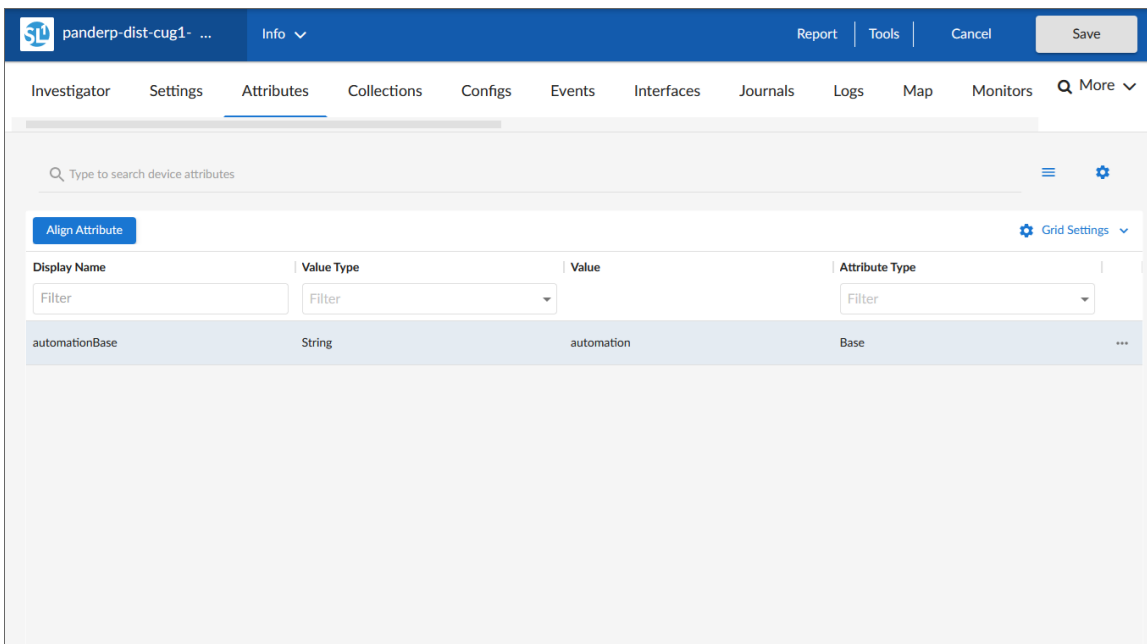 SL1 panderp-dist-cug1- ... Info Report Tools Cancel Save
Investigator Settings Attributes Collections Configs Events Interfaces Journals Logs Map Monitors More
Type to search device attributes
Align Attribute Grid Settings
Display Name Value Type Value Attribute Type
Filter Filter Filter
automationBase String automation Base ...